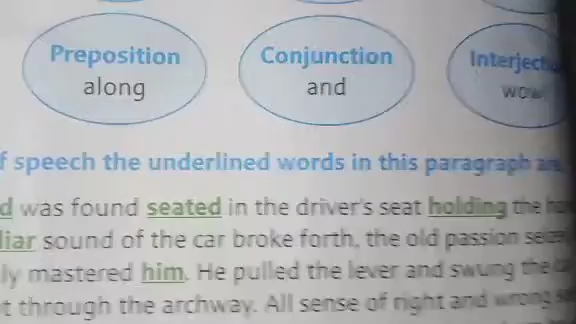 Preposition Conjunction
along and wow
f speech the underlined words in this paragraph are
d was found seated in the driver's seat holding the
liar sound of the car broke forth, the old passion
ly mastered him. He pulled the lever and swung the
t through the archway. All sense of right and wrong